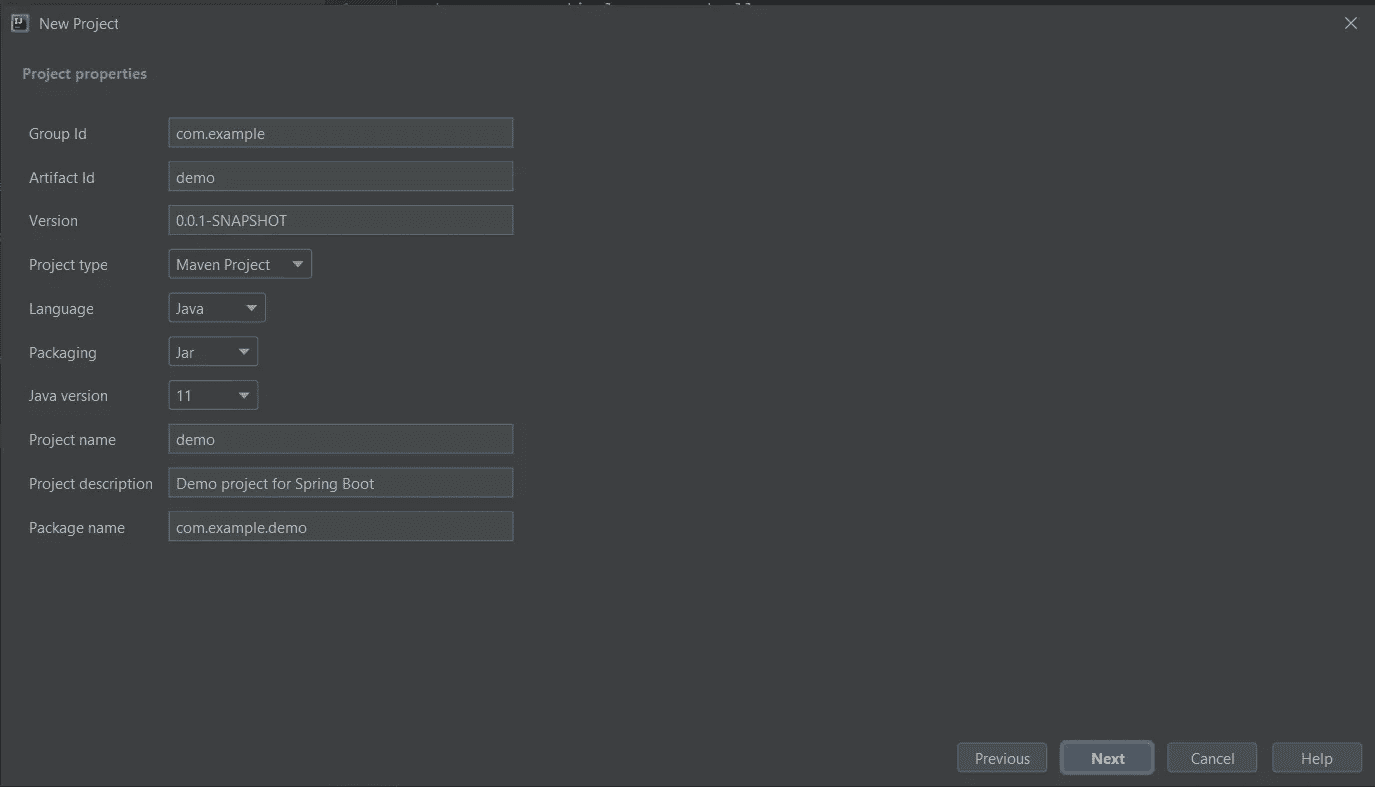 New Project
Project properties
Group Id com.example
Artifact Id demo
Version 0.0.1-SNAPSHOT
Project type Maven Project
Language Java
Packaging Jar
Java version 11
Project name demo
Project description Demo project for Spring Boot
Package name com.example.demo
Previous Next Cancel Help